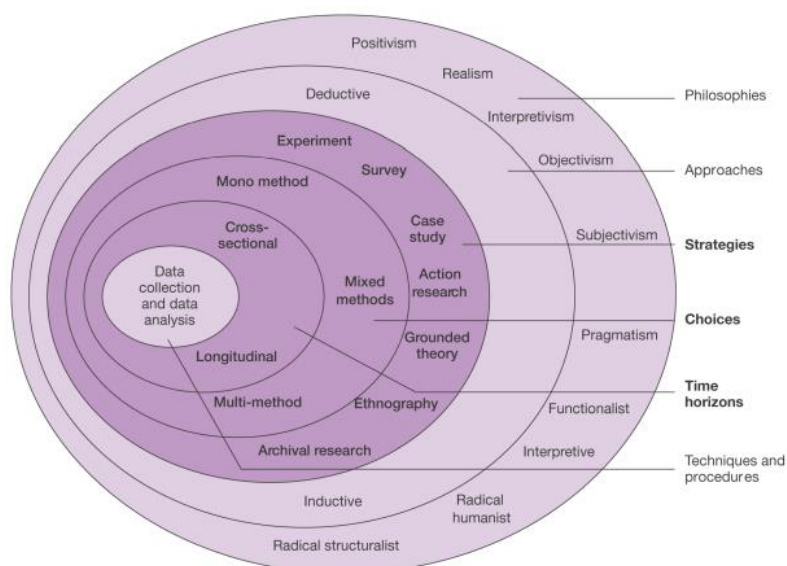 Positivism
Realism
Philosophies
Deductive
Interpretivism
Experiment
Objectivism
Survey
Approaches
Mono method
Case
study
Cross-
sectional
Subjectivism
Strategies
Data
collection
and data
analysis
Mixed
methods
Action
research
Choices
Pragmatism
Grounded
theory
Longitudinal
Time
horizons
Multi-method
Ethnography
Functionalist
Archival research
Interpretive
Techniques and
procedures
Inductive
Radical
humanist
Radical structuralist